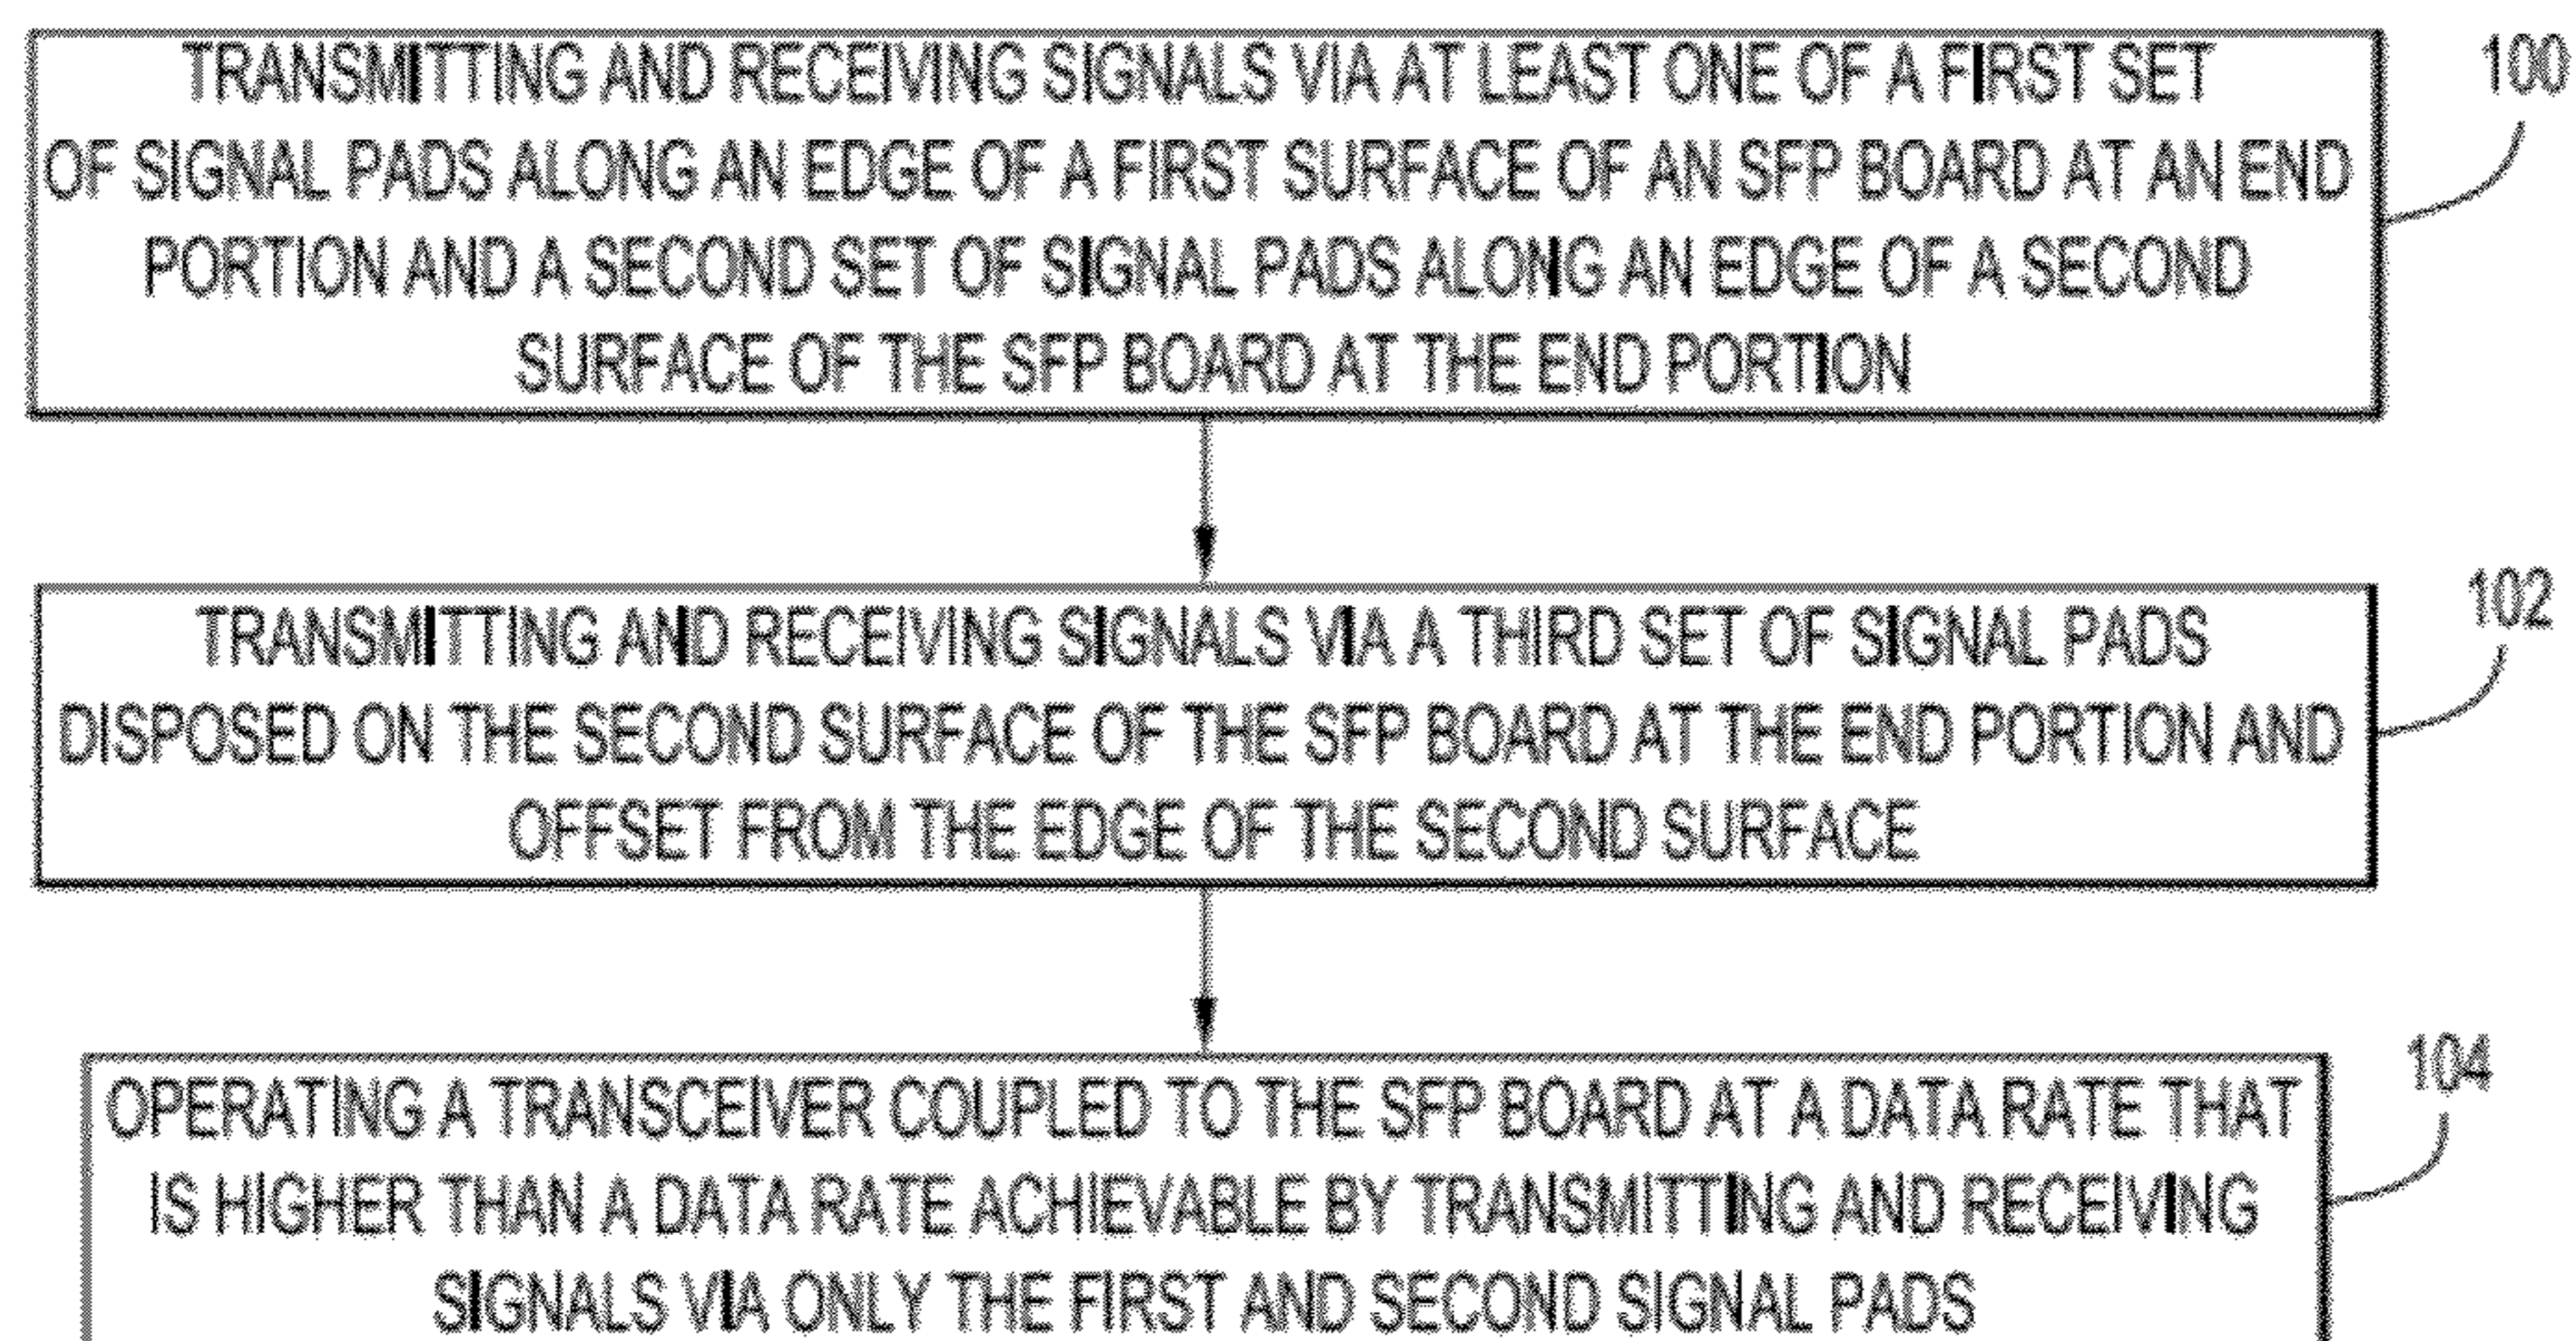 TRANSMITTING AND RECEIVING SIGNALS VIA AT LEAST ONE OF A FIRST SET
OF SIGNAL PADS ALONG AN EDGE OF A FIRST SURFACE OF AN SFP BOARD AT AN END
PORTION AND A SECOND SET OF SIGNAL PADS ALONG AN EDGE OF A SECOND
SURFACE OF THE SFP BOARD AT THE END PORTION
100
TRANSMITTING AND RECEIVING SIGNALS VIA A THIRD SET OF SIGNAL PADS
DISPOSED ON THE SECOND SURFACE OF THE SFP BOARD AT THE END PORTION AND
OFFSET FROM THE EDGE OF THE SECOND SURFACE
102
OPERATING A TRANSCEIVER COUPLED TO THE SFP BOARD AT A DATA RATE THAT
IS HIGHER THAN A DATA RATE ACHIEVABLE BY TRANSMITTING AND RECEIVING
SIGNALS VIA ONLY THE FIRST AND SECOND SIGNAL PADS
104